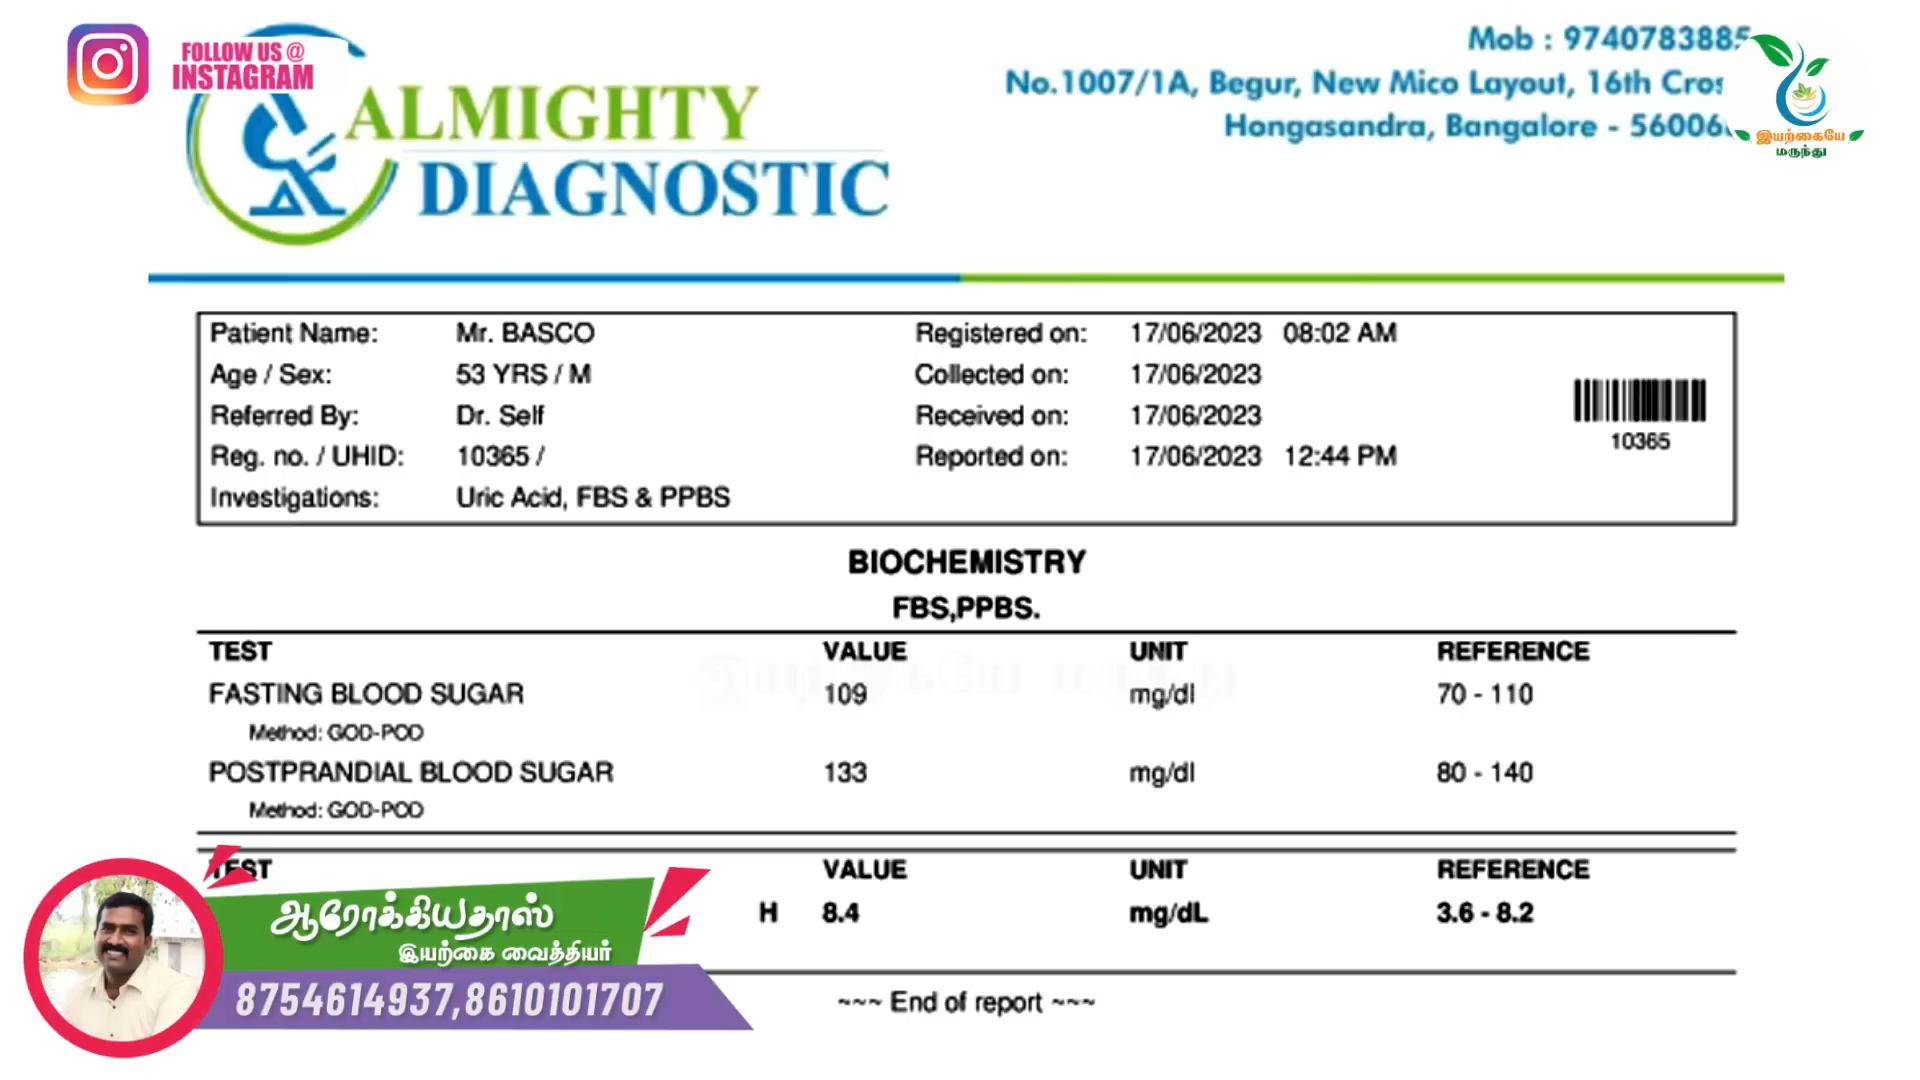 FOLLOW US @
INSTAGRAM
ALMIGHTY
DIAGNOSTIC
Mob : 9740783885
No.1007/1A, Begur, New Mico Layout, 16th
Hongasandra, Bangalore -
இயற்கையே
மருந்து
Patient Name: Mr. BASCO Registered on: 17/06/2023 08:02 AM
Age / Sex: 53 YRS / M Collected on: 17/06/2023
Referred By: Dr. Self Received on: 17/06/2023
Reg. no. / UHID: 10365 / Reported on: 17/06/2023 12:44 PM
10365
Investigations: Uric Acid, FBS & PPBS
BIOCHEMISTRY
FBS,PPBS.
TEST VALUE UNIT REFERENCE
இயற்கையே மருந்து
FASTING BLOOD SUGAR 109 mg/dl 70 - 110
Method: GOD-POD
POSTPRANDIAL BLOOD SUGAR 133 mg/dl 80 - 140
Method: GOD-POD
TEST VALUE UNIT REFERENCE
H 8.4 mg/dL 3.6 - 8.2
ஆரோக்கியதாஸ்
இயற்கை வைத்தியர்
8754614937,8610101707
~~~ End of report ~~~